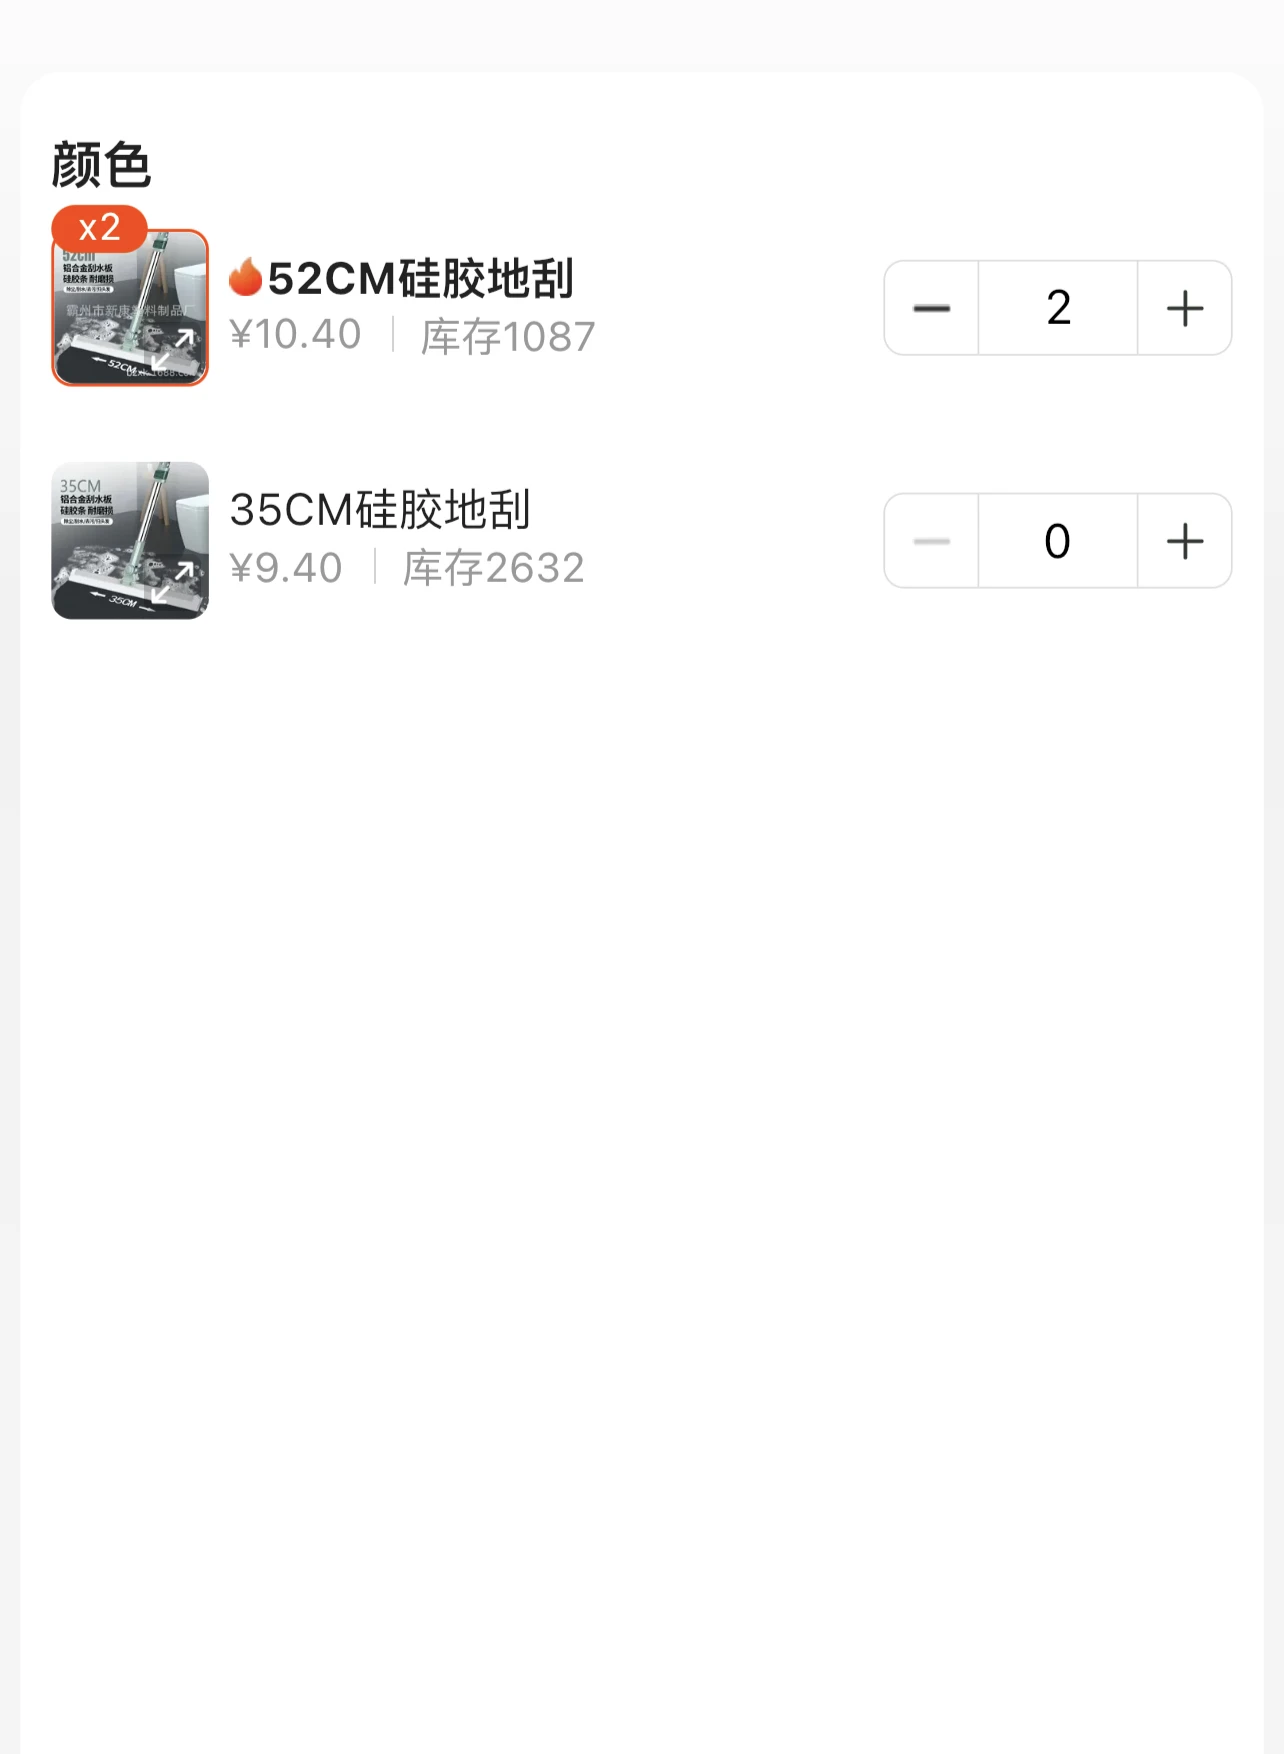 颜色
x2
52cm
铝合金刮水板
硅胶条 耐磨损
霸州市新康塑料制品厂
52CM
🔥52CM硅胶地刮
¥10.40 | 库存1087
2
35CM
铝合金刮水板
硅胶条 耐磨损
35CM
35CM硅胶地刮
¥9.40 | 库存2632
0